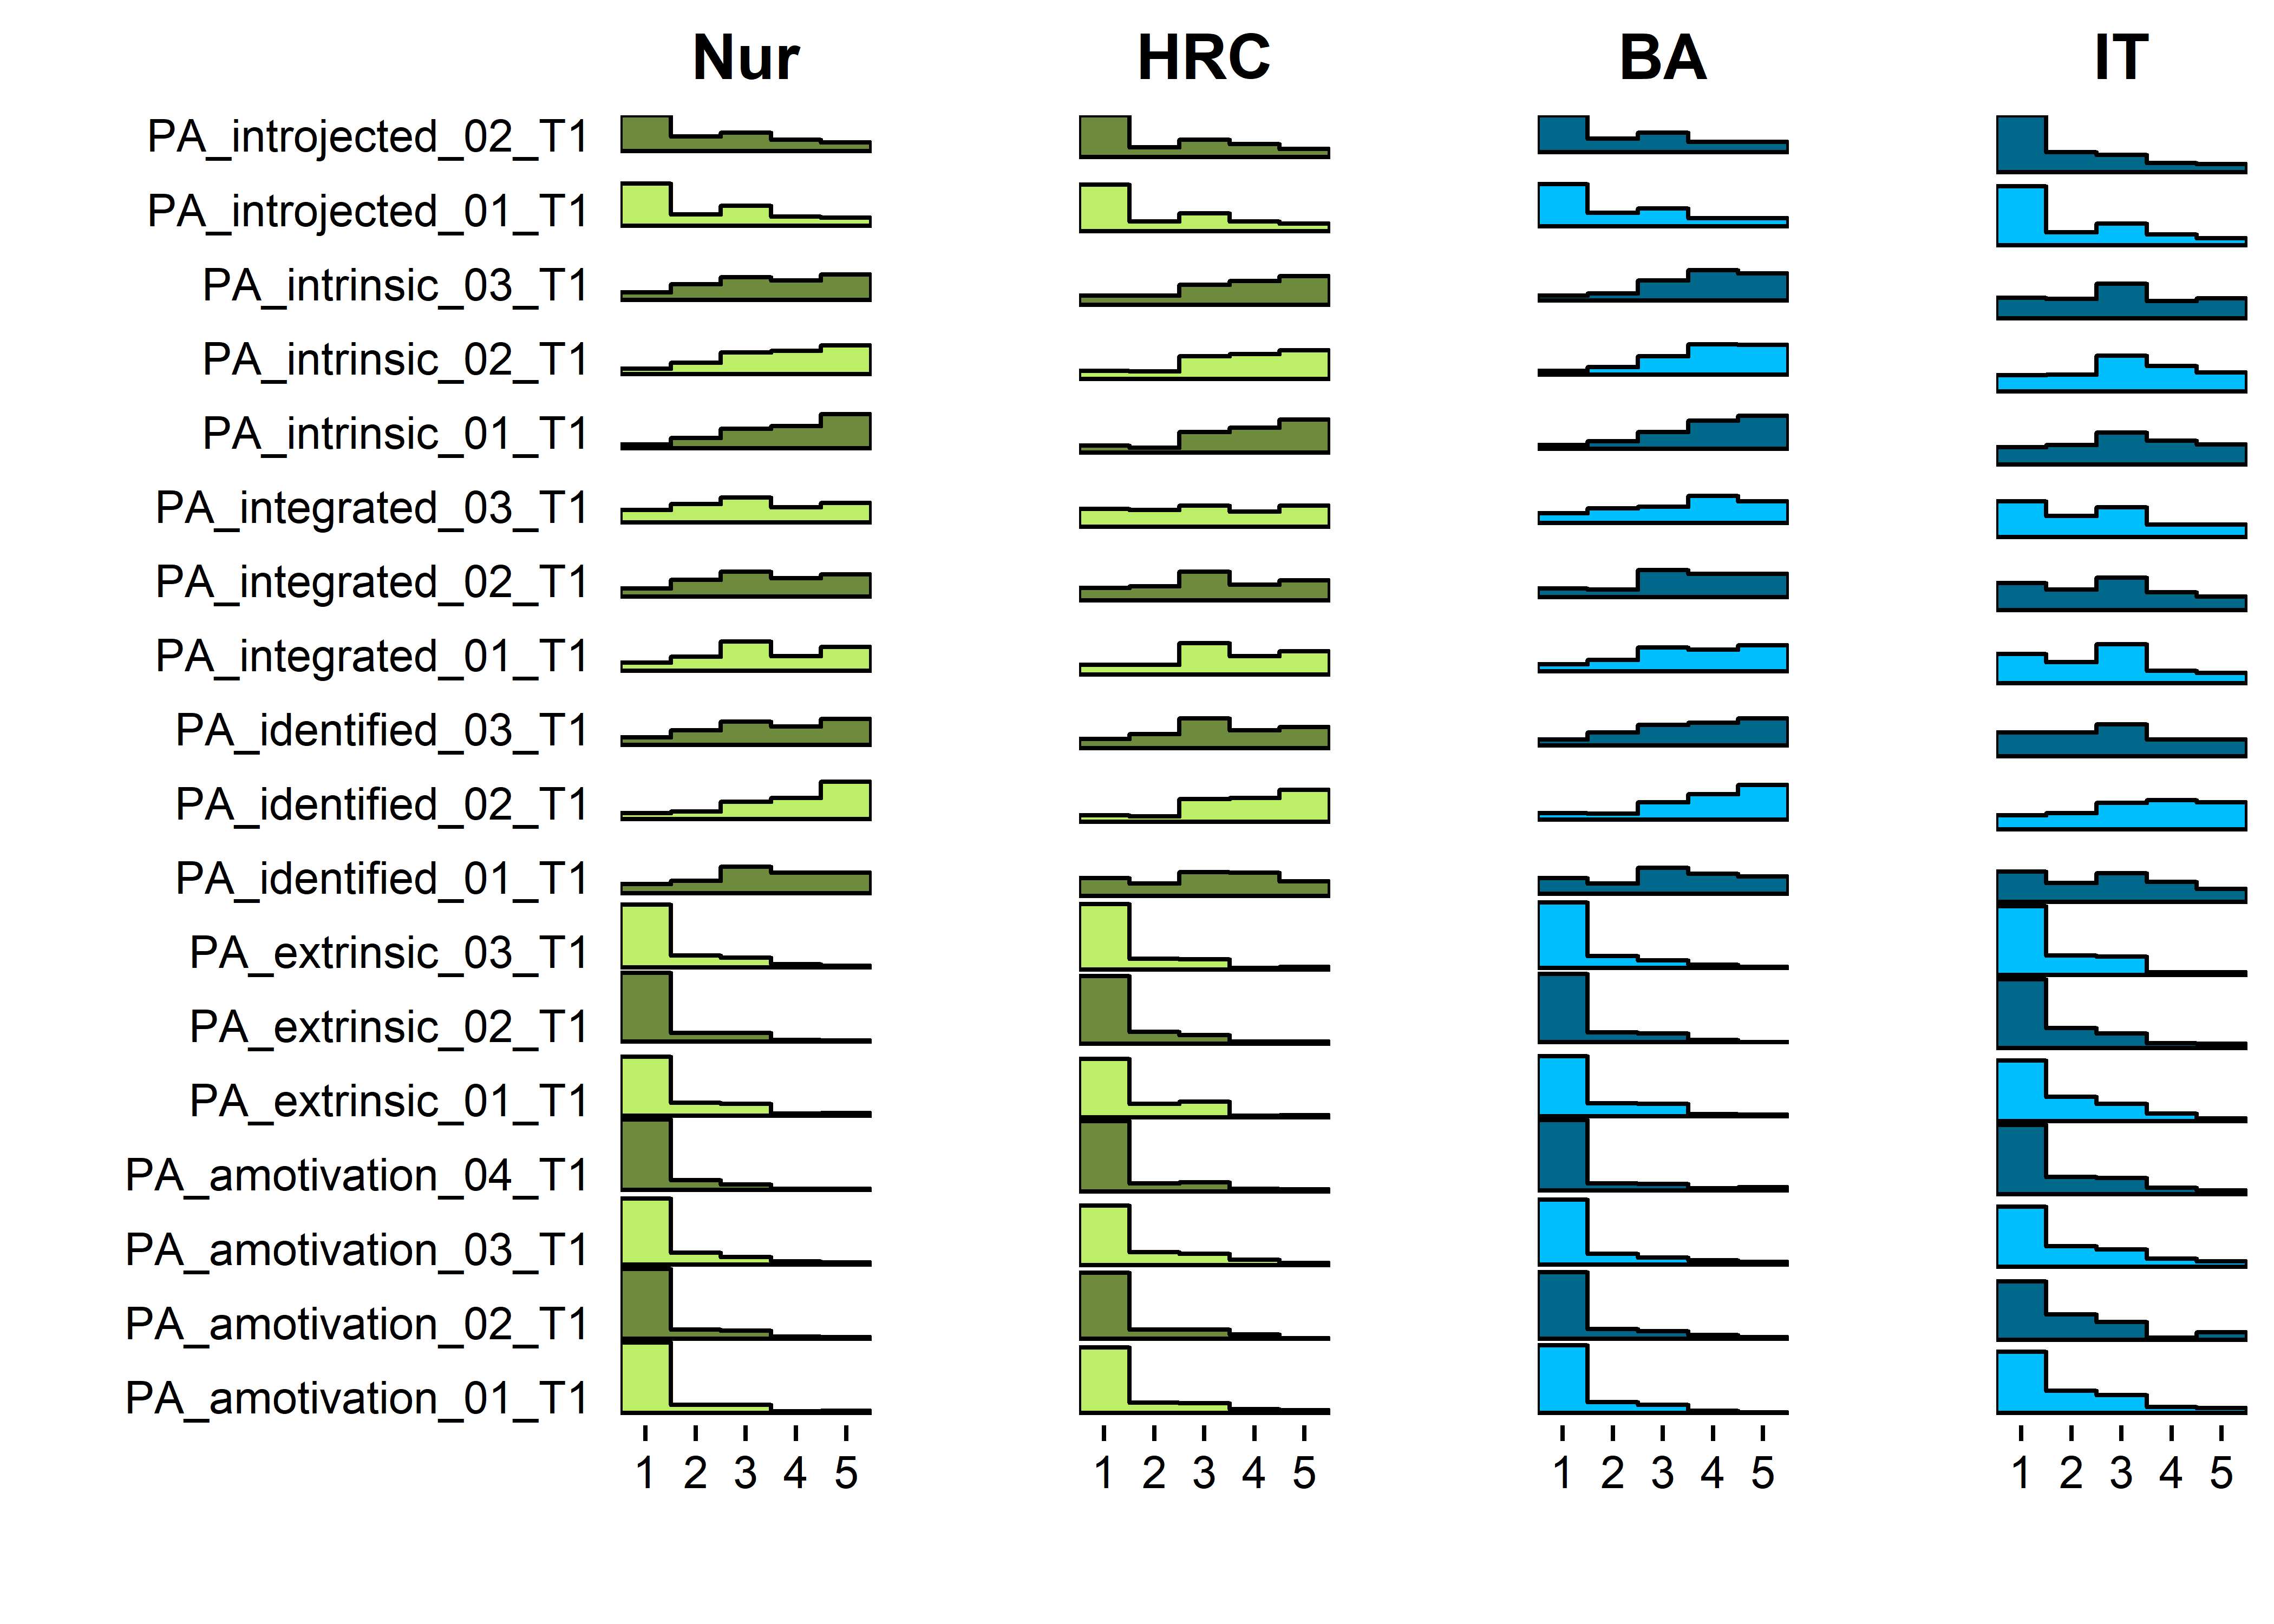 Nur HRC BA IT
PA_introjected_02_T1
PA_introjected_01_T1
PA_intrinsic_03_T1
PA_intrinsic_02_T1
PA_intrinsic_01_T1
PA_integrated_03_T1
PA_integrated_02_T1
PA_integrated_01_T1
PA_identified_03_T1
PA_identified_02_T1
PA_identified_01_T1
PA_extrinsic_03_T1
PA_extrinsic_02_T1
PA_extrinsic_01_T1
PA_amotivation_04_T1
PA_amotivation_03_T1
PA_amotivation_02_T1
PA_amotivation_01_T1
1 2 3 4 5 1 2 3 4 5 1 2 3 4 5 1 2 3 4 5